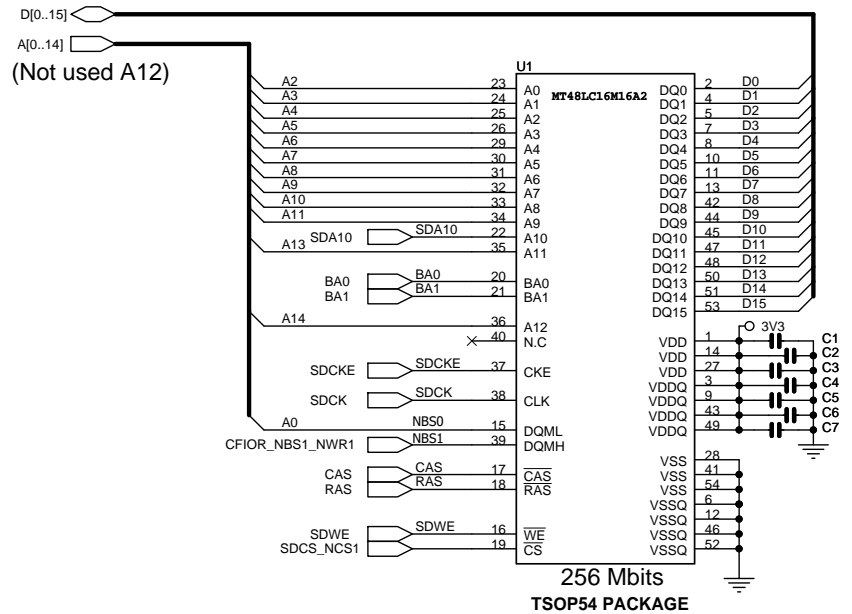 D[0..15]
A[0..14]
(Not used A12)
U1
MT48LC16M16A2
A2 23 A0 DQ0 2 D0
A3 24 A1 DQ1 4 D1
A4 25 A2 DQ2 5 D2
A5 26 A3 DQ3 7 D3
A6 29 A4 DQ4 8 D4
A7 30 A5 DQ5 10 D5
A8 31 A6 DQ6 11 D6
A9 32 A7 DQ7 13 D7
A10 33 A8 DQ8 42 D8
A11 34 A9 DQ9 44 D9
SDA10 SDA10 22 A10 DQ10 45 D10
A13 35 A11 DQ11 47 D11
DQ12 48 D12
BA0 BA0 20 BA0 DQ13 50 D13
BA1 BA1 21 BA1 DQ14 51 D14
DQ15 53 D15
A14 36 A12 3V3
40 N.C VDD 1 C1
VDD 14 C2
SDCKE SDCKE 37 CKE VDD 27 C3
VDDQ 3 C4
SDCK SDCK 38 CLK VDDQ 9 C5
VDDQ 43 C6
A0 NBS0 15 DQML VDDQ 49 C7
CFIOR_NBS1_NWR1 NBS1 39 DQMH
VSS 28
CAS CAS 17 CAS VSS 41
RAS RAS 18 RAS VSS 54
VSSQ 6
VSSQ 12
SDWE SDWE 16 WE VSSQ 46
SDCS_NCS1 19 CS VSSQ 52
256 Mbits
TSOP54 PACKAGE